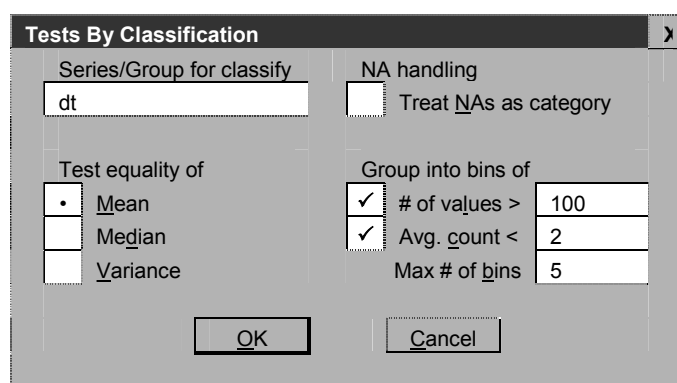 Tests By Classification X
Series/Group for classify
dt
NA handling
Treat NAs as category
Test equality of
• Mean
Median
Variance
Group into bins of
✓ # of values > 100
✓ Avg. count < 2
Max # of bins 5
OK Cancel